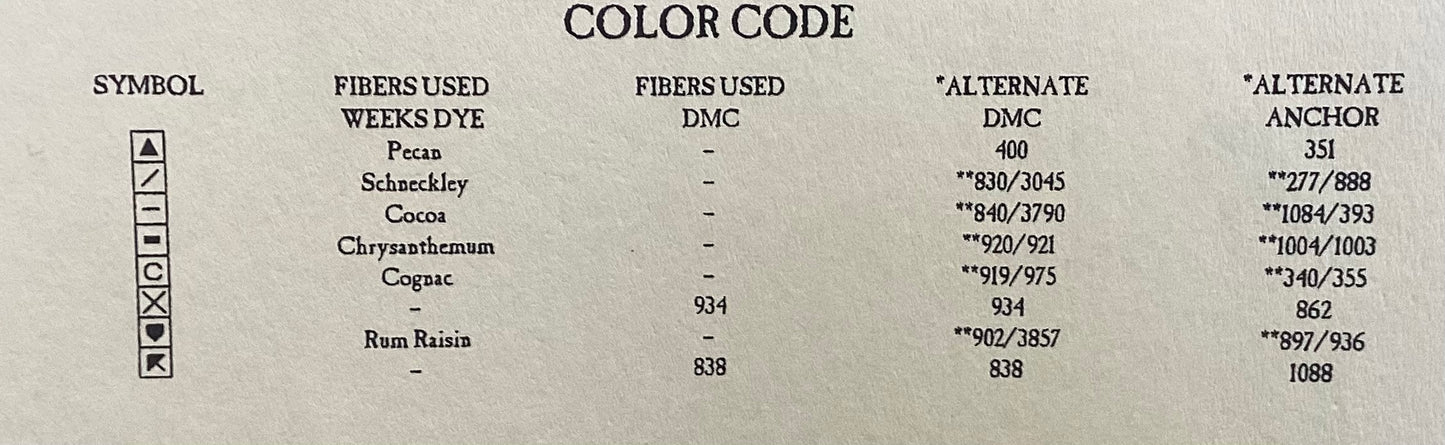 COLOR CODE
SYMBOL FIBERS USED FIBERS USED *ALTERNATE *ALTERNATE
WEEKS DYE DMC DMC ANCHOR
Pecan – – 400 351
Schneckley – **830/3045 **277/888
Cocoa – **840/3790 **1084/393
Chrysanthemum – **920/921 **1004/1003
Cognac – **919/975 **340/355
– 934 934 862
Rum Raisin – **902/3857 **897/936
– 838 838 1088